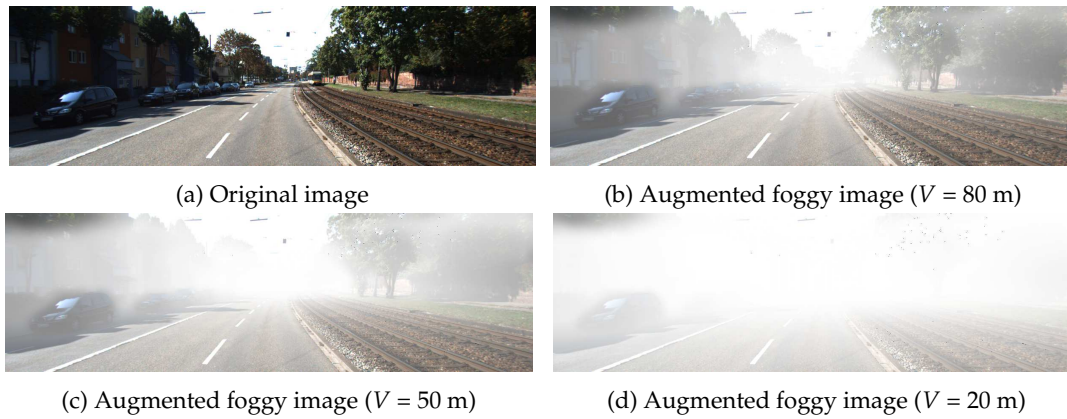 (a) Original image
(b) Augmented foggy image (V = 80 m)
(c) Augmented foggy image (V = 50 m)
(d) Augmented foggy image (V = 20 m)